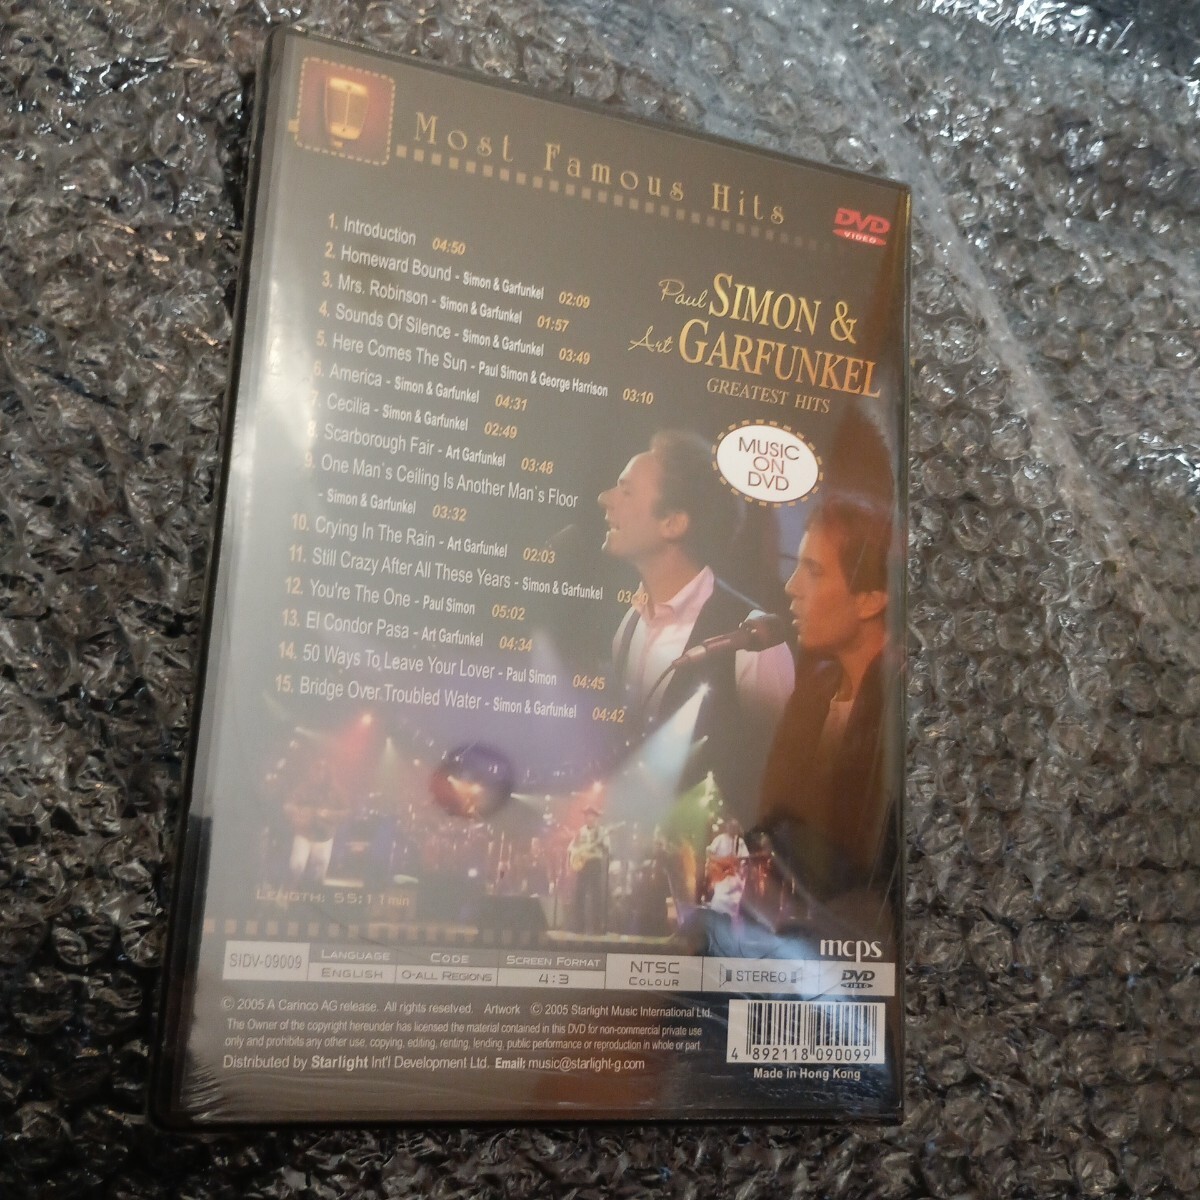 Most Famous Hits
DVD
VIDEO
1. Introduction 04:50
2. Homeward Bound - Simon & Garfunkel 02:09
3. Mrs. Robinson - Simon & Garfunkel 01:57
4. Sounds Of Silence - Simon & Garfunkel 03:49
5. Here Comes The Sun - Paul Simon & George Harrison 03:10
6. America - Simon & Garfunkel 04:31
7. Cecilia - Simon & Garfunkel 02:49
8. Scarborough Fair - Art Garfunkel 03:48
9. One Man's Ceiling Is Another Man's Floor
- Simon & Garfunkel 03:32
10. Crying In The Rain - Art Garfunkel 02:03
11. Still Crazy After All These Years - Simon & Garfunkel
12. You're The One - Paul Simon 05:02
13. El Condor Pasa - Art Garfunkel 04:34
14. 50 Ways To Leave Your Lover - Paul Simon 04:45
15. Bridge Over Troubled Water - Simon & Garfunkel 04:42
Paul SIMON &
Art GARFUNKEL
GREATEST HITS
MUSIC
ON
DVD
LENGTH: 55:11min
mcps
SIDV-09009
LANGUAGE
ENGLISH
CODE
0-ALL REGIONS
SCREEN FORMAT
4:3
NTSC
COLOUR
STEREO
DVD
VIDEO
© 2005 A Carinco AG release. All rights reserved. Artwork © 2005 Starlight Music International Ltd.
The Owner of the copyright hereunder has licensed the material contained in this DVD for non-commercial private use
only and prohibits any other use, copying, editing, renting, lending, public performance or reproduction in whole or part.
Distributed by Starlight Int'l Development Ltd. Email: music@starlight-g.com
4 892118 090099
Made in Hong Kong